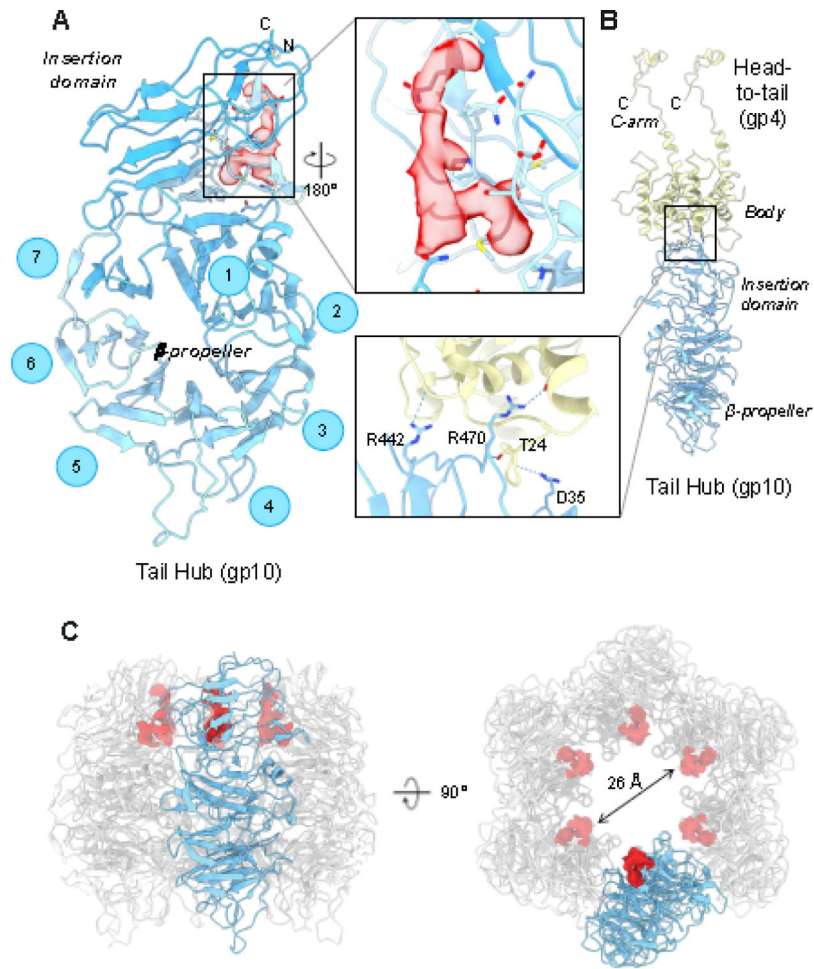 A
C
N
Insertion
domain
180°
7
1
2
6
β-propeller
3
5
4
Tail Hub (gp10)
R442
R470
T24
D35
B
C
C
C-arm
Head-
to-tail
(gp4)
Body
Insertion
domain
β-propeller
Tail Hub (gp10)
C
90°
26 Å